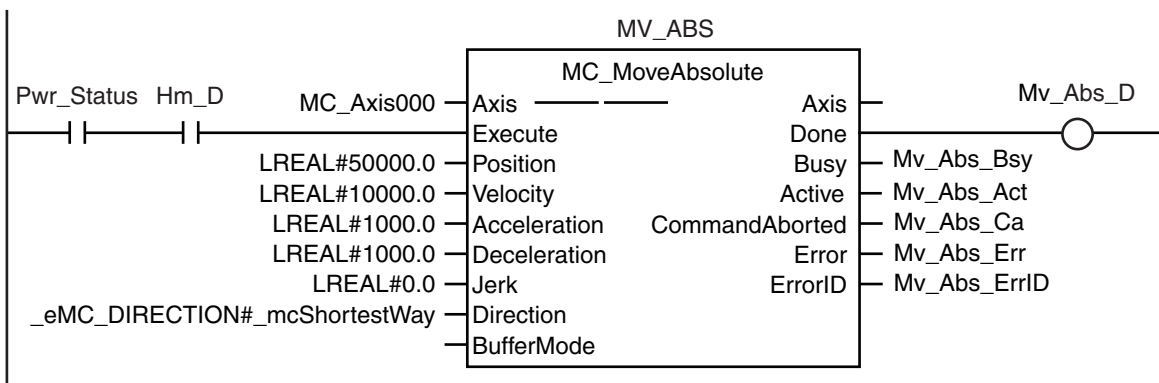 MV_ABS
MC_MoveAbsolute
Pwr_Status Hm_D MC_Axis000 Axis Axis Mv_Abs_D
Execute Done
LREAL#50000.0 Position Busy Mv_Abs_Bsy
LREAL#10000.0 Velocity Active Mv_Abs_Act
LREAL#1000.0 Acceleration CommandAborted Mv_Abs_Ca
LREAL#1000.0 Deceleration Error Mv_Abs_Err
LREAL#0.0 Jerk ErrorID Mv_Abs_ErrID
_eMC_DIRECTION#_mcShortestWay Direction
BufferMode